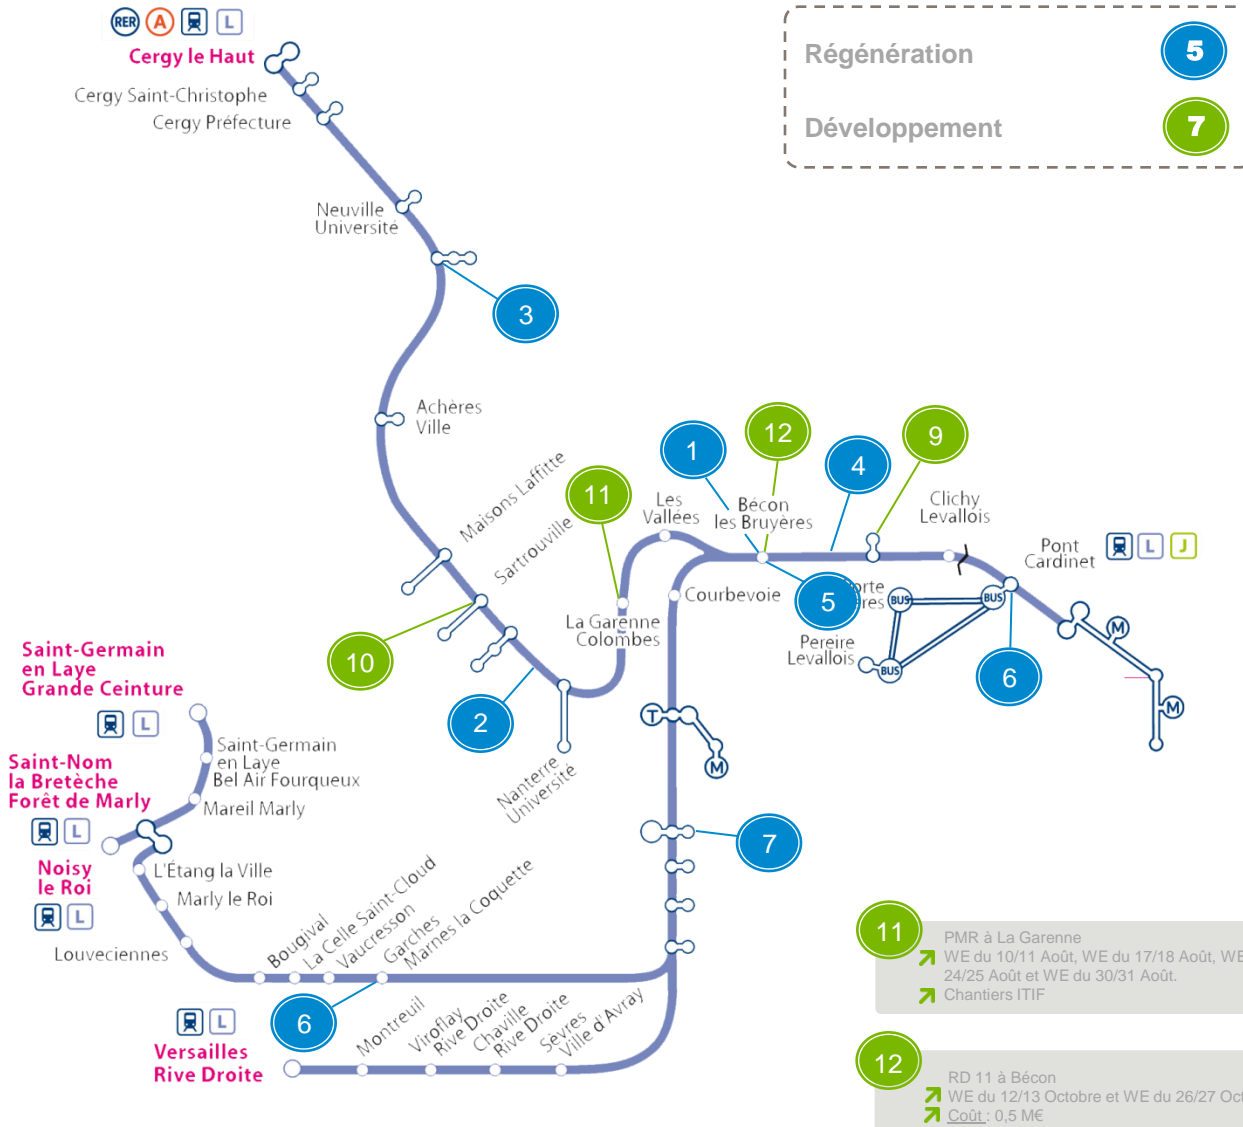 RER A L
Cergy le Haut
Cergy Saint-Christophe
Cergy Préfecture
Régénération 5
Développement 7
Neuville
Université
3
Achères
Ville
Maisons Laffitte
Sartrouville
10
2
Nanterre
Université
11
La Garenne
Colombes
Les
Vallées
1
12
Bécon
les Bruyères
5
4
9
Clichy
Levallois
Pont
Cardinet
L J
Courbevoie
BUS
BUS
BUS
Pereire
Levallois
6
M
M
T
M
7
Saint-Germain
en Laye
Grande Ceinture
L
Saint-Germain
en Laye
Bel Air Fourqueux
Mareil Marly
Saint-Nom
la Bretèche
Forêt de Marly
L
Noisy
le Roi
L
L'Étang la Ville
Marly le Roi
Louveciennes
Bougival
La Celle Saint-Cloud
Vaucresson
Garches
Marnes la Coquette
6
L
Versailles
Rive Droite
Montreuil
Viroflay
Rive Droite
Chaville
Rive Droite
Sèvres
Ville d'Avray
11
PMR à La Garenne
WE du 10/11 Août, WE du 17/18 Août, WE
24/25 Août et WE du 30/31 Août.
Chantiers ITIF
12
RD 11 à Bécon
WE du 12/13 Octobre et WE du 26/27 Oct
Coût : 0,5 M€